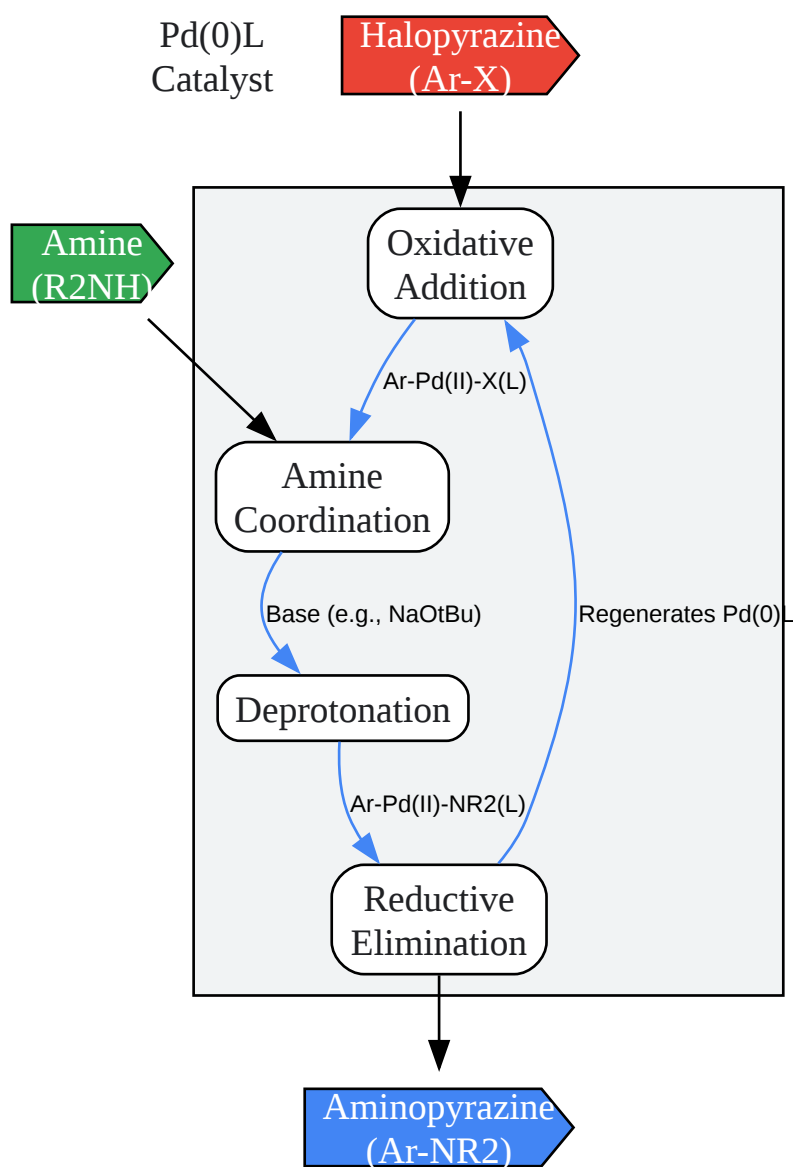 Pd(0)L
Catalyst
Halopyrazine
(Ar-X)
Oxidative
Addition
Amine
(R2NH)
Ar-Pd(II)-X(L)
Amine
Coordination
Base (e.g., NaOtBu)
Regenerates Pd(0)L
Deprotonation
Ar-Pd(II)-NR2(L)
Reductive
Elimination
Aminopyrazine
(Ar-NR2)